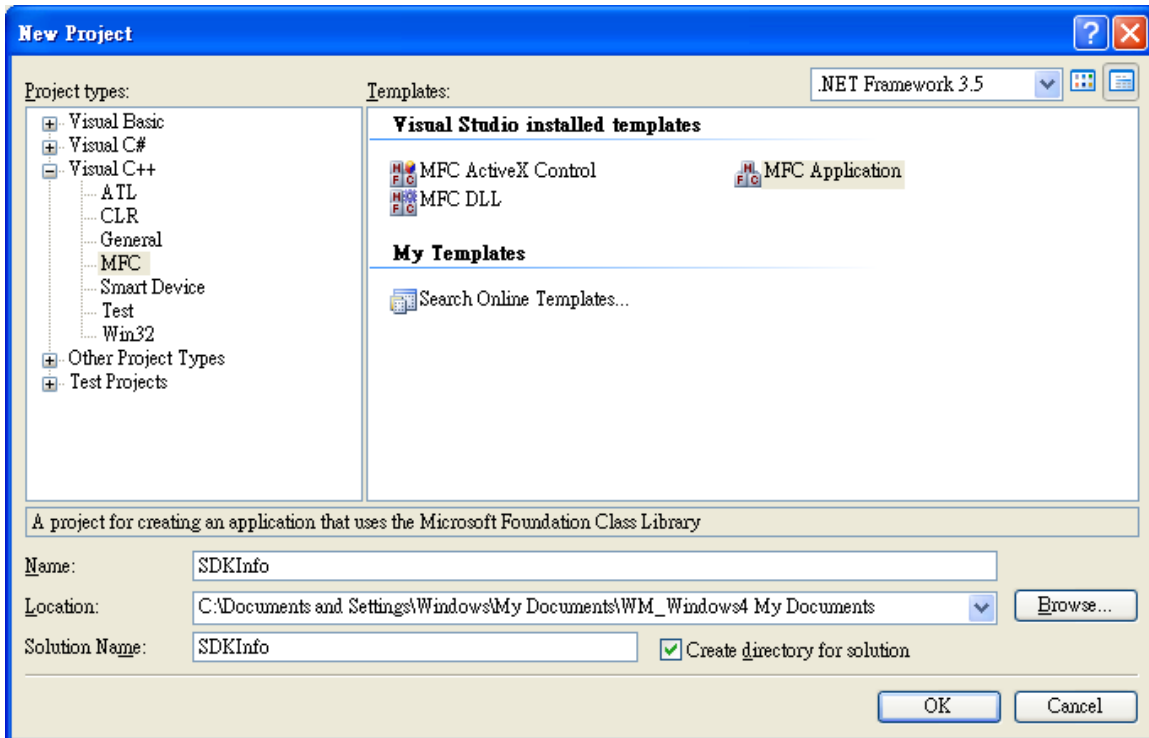 New Project
Project types:
Templates:
.NET Framework 3.5
Visual Basic
Visual C#
Visual C++
ATL
CLR
General
MFC
Smart Device
Test
Win32
Other Project Types
Test Projects
Visual Studio installed templates
MFC ActiveX Control
MFC Application
MFC DLL
My Templates
Search Online Templates...
A project for creating an application that uses the Microsoft Foundation Class Library
Name:
SDKInfo
Location:
C:\Documents and Settings\Windows\My Documents\WM_Windows4 My Documents
Browse...
Solution Name:
SDKInfo
Create directory for solution
OK
Cancel